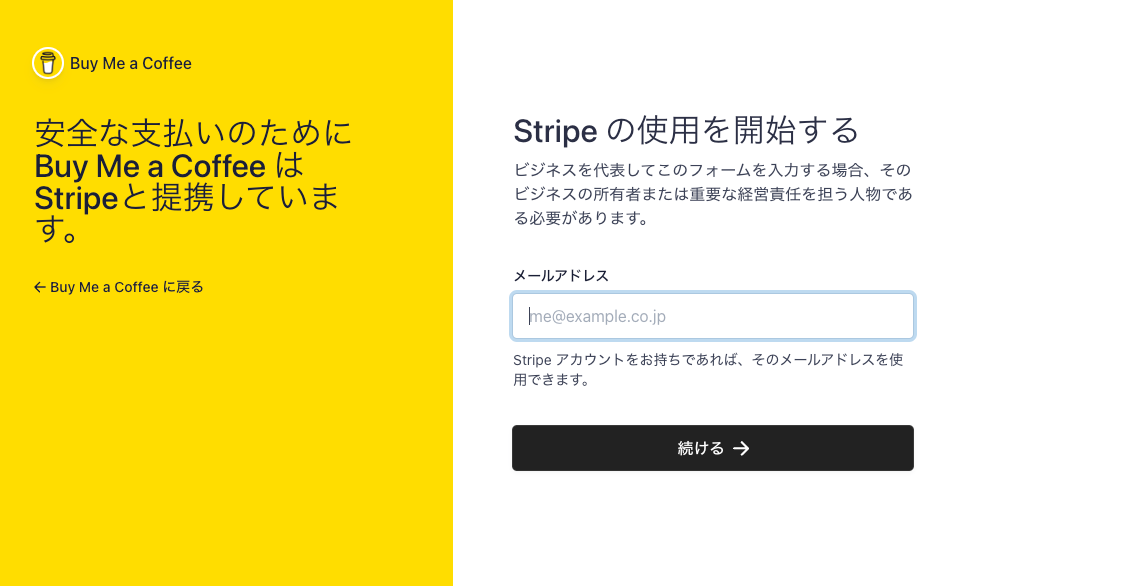 Buy Me a Coffee
安全な支払いのために
Buy Me a Coffee は
Stripeと提携していま
す。
← Buy Me a Coffee に戻る
Stripe の使用を開始する
ビジネスを代表してこのフォームを入力する場合、その
ビジネスの所有者または重要な経営責任を担う人物であ
る必要があります。
メールアドレス
me@example.co.jp
Stripe アカウントをお持ちであれば、そのメールアドレスを使
用できます。
続ける →